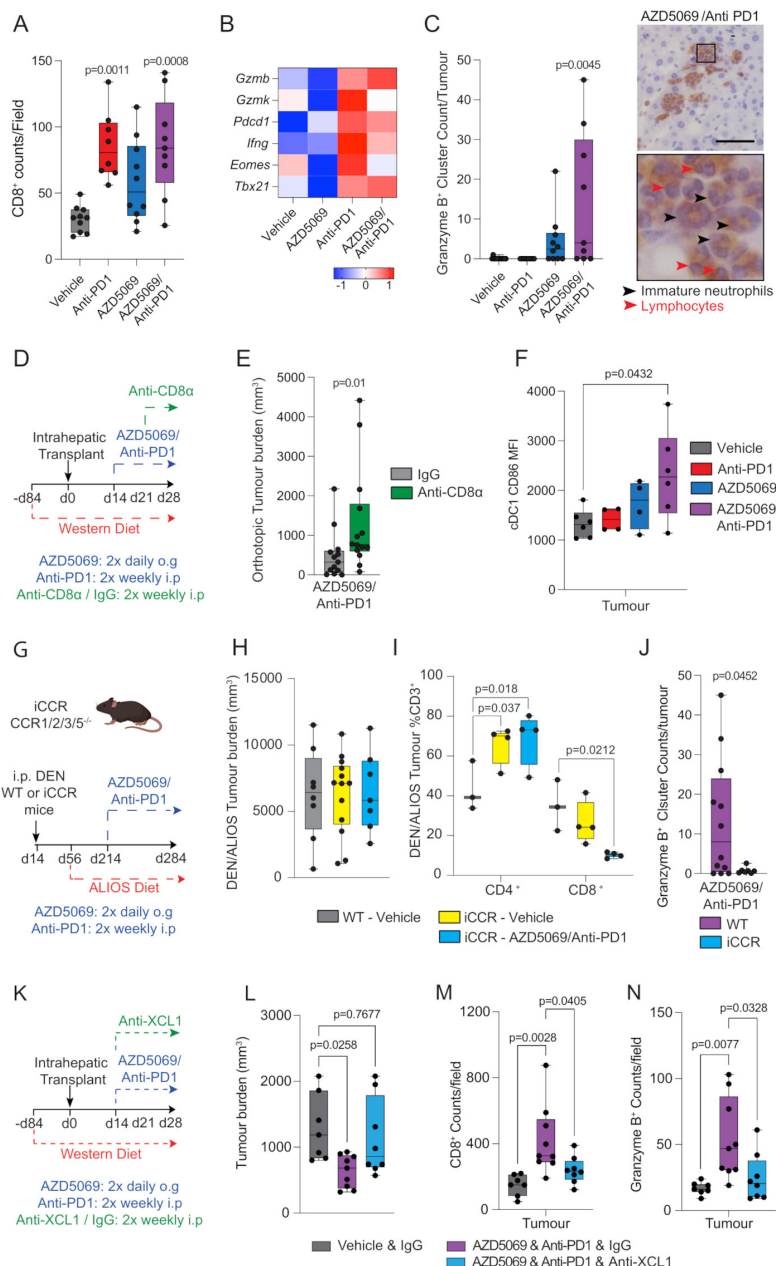 A
CD8⁺ counts/Field
150
100
50
0
p=0.0011
p=0.0008
Vehicle
Anti-PD1
AZD5069
AZD5069/
Anti-PD1
B
Gzmb
Gzmk
Pdcd1
Ifng
Eomes
Tbx21
Vehicle
AZD5069
Anti-PD1
AZD5069/
Anti-PD1
-1
0
1
C
Granzyme B⁺ Cluster Count/Tumour
50
40
30
20
10
0
p=0.0045
Vehicle
Anti-PD1
AZD5069
AZD5069/
Anti-PD1
AZD5069/Anti PD1
Immature neutrophils
Lymphocytes
D
Anti-CD8α
Intrahepatic
Transplant
AZD5069/
Anti-PD1
-d84
d0
d14
d21
d28
Western Diet
AZD5069: 2x daily o.g
Anti-PD1: 2x weekly i.p
Anti-CD8α / IgG: 2x weekly i.p
E
Orthotopic Tumour burden (mm³)
5000
4000
3000
2000
1000
0
p=0.01
AZD5069/
Anti-PD1
IgG
Anti-CD8α
F
cDC1 CD86 MFI
4000
3000
2000
1000
0
p=0.0432
Tumour
Vehicle
Anti-PD1
AZD5069
AZD5069
Anti-PD1
G
iCCR
CCR1/2/3/5⁻ᐟ⁻
i.p. DEN
WT or iCCR
mice
AZD5069/
Anti-PD1
d14
d56
d214
d284
ALIOS Diet
AZD5069: 2x daily o.g
Anti-PD1: 2x weekly i.p
H
DEN/ALIOS Tumour burden (mm³)
15000
10000
5000
0
I
DEN/ALIOS Tumour %CD3⁺
100
80
60
40
20
0
p=0.018
p=0.037
p=0.0212
CD4⁺
CD8⁺
WT - Vehicle
iCCR - Vehicle
iCCR - AZD5069/Anti-PD1
J
Granzyme B⁺ Clsuter Counts/tumour
50
40
30
20
10
0
p=0.0452
AZD5069/
Anti-PD1
WT
iCCR
K
Anti-XCL1
Intrahepatic
Transplant
AZD5069/
Anti-PD1
-d84
d0
d14
d21
d28
Western Diet
AZD5069: 2x daily o.g
Anti-PD1: 2x weekly i.p
Anti-XCL1 / IgG: 2x weekly i.p
L
Tumour burden (mm³)
3000
2000
1000
0
p=0.7677
p=0.0258
M
CD8⁺ Counts/field
1200
800
400
0
p=0.0405
p=0.0028
Tumour
N
Granzyme B⁺ Counts/field
150
100
50
0
p=0.0328
p=0.0077
Tumour
Vehicle & IgG
AZD5069 & Anti-PD1 & IgG
AZD5069 & Anti-PD1 & Anti-XCL1